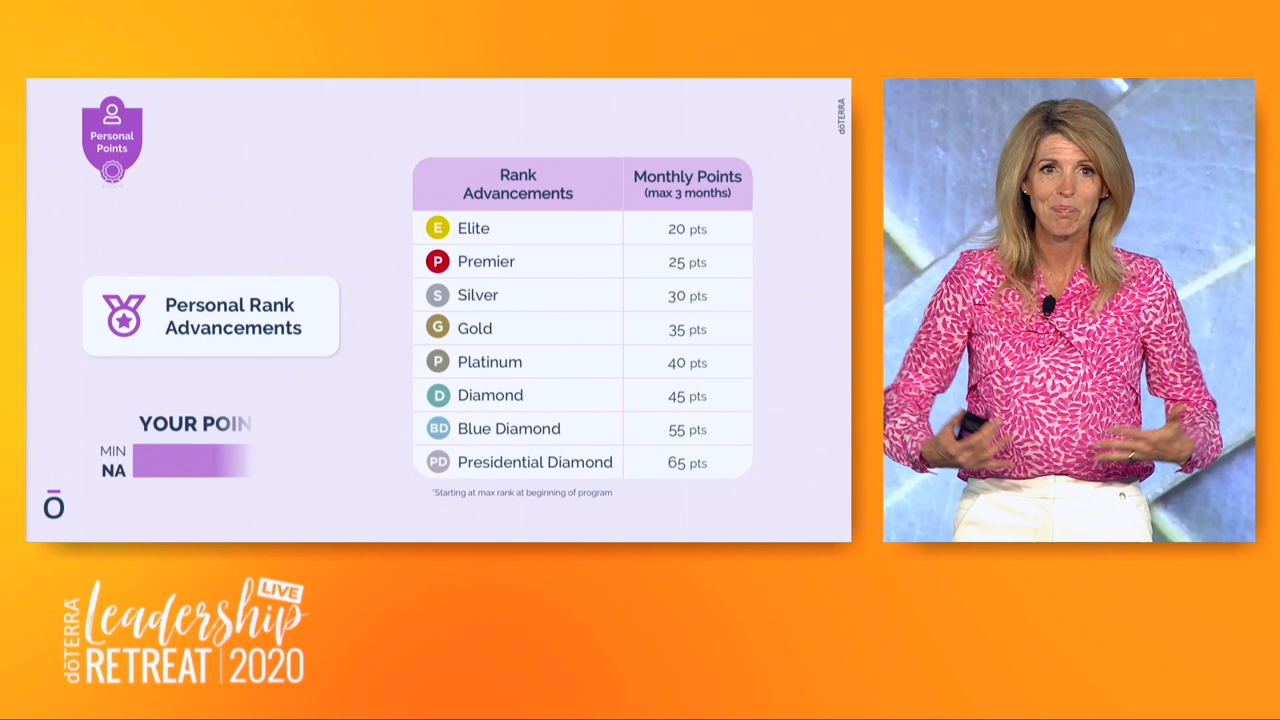 Personal
Points
dōTERRA
Rank
Advancements
Monthly Points
(max 3 months)
E Elite 20 pts
P Premier 25 pts
S Silver 30 pts
G Gold 35 pts
P Platinum 40 pts
D Diamond 45 pts
BD Blue Diamond 55 pts
PD Presidential Diamond 65 pts
*Starting at max rank at beginning of program
Personal Rank
Advancements
YOUR POIN
MIN
NA
Ō
dōTERRA
Leadership
LIVE
RETREAT | 2020